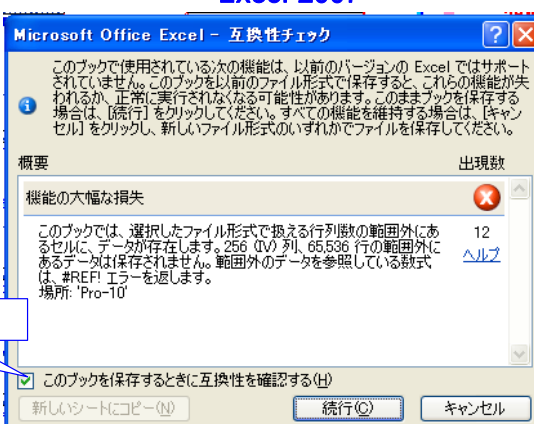 Excel 2007
Microsoft Office Excel - 互換性チェック
このブックで使用されている次の機能は、以前のバージョンの Excel ではサポート
されていません。このブックを以前のファイル形式で保存すると、これらの機能が失
われるか、正常に実行されなくなる可能性があります。このままブックを保存する
場合は、[続行] をクリックしてください。すべての機能を維持する場合は、[キャン
セル] をクリックし、新しいファイル形式のいずれかでファイルを保存してください。
概要 出現数
機能の大幅な損失
このブックでは、選択したファイル形式で扱える行列数の範囲外にあ 12
るセルに、データが存在します。256 (IV) 列、65,536 行の範囲外に ヘルプ
あるデータは保存されません。範囲外のデータを参照している数式
は、#REF! エラーを返します。
場所: 'Pro-10'
このブックを保存するときに互換性を確認する(H)
新しいシートにコピー(N) 続行(C) キャンセル